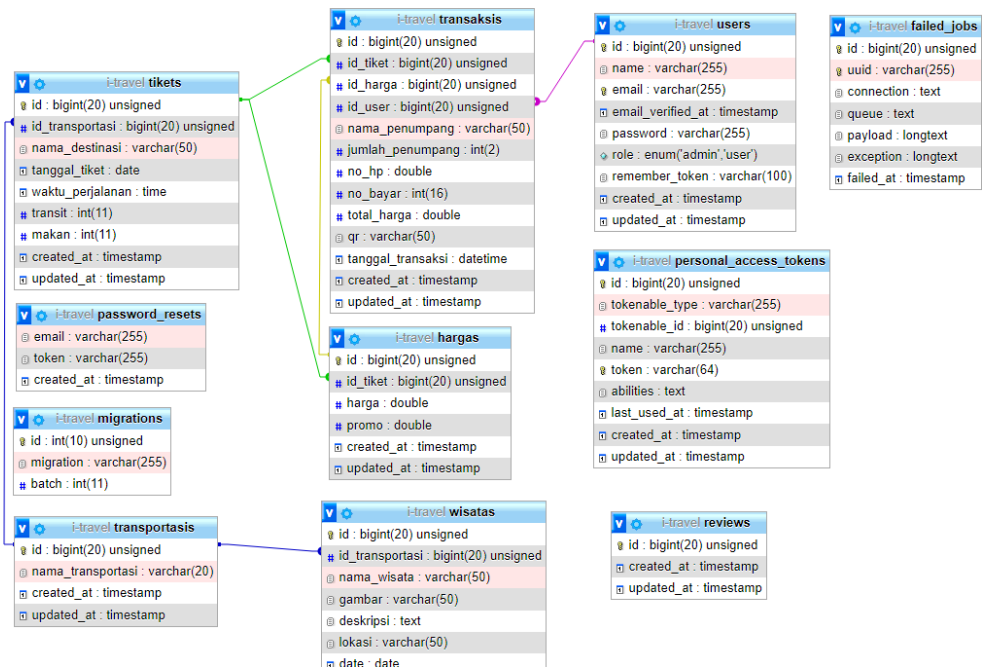 i-travel tikets
id : bigint(20) unsigned
id_transportasi : bigint(20) unsigned
nama_destinasi : varchar(50)
tanggal_tiket : date
waktu_perjalanan : time
transit : int(11)
makan : int(11)
created_at : timestamp
updated_at : timestamp
i-travel password_resets
email : varchar(255)
token : varchar(255)
created_at : timestamp
i-travel migrations
id : int(10) unsigned
migration : varchar(255)
batch : int(11)
i-travel transportasis
id : bigint(20) unsigned
nama_transportasi : varchar(20)
created_at : timestamp
updated_at : timestamp
i-travel transaksis
id : bigint(20) unsigned
id_tiket : bigint(20) unsigned
id_harga : bigint(20) unsigned
id_user : bigint(20) unsigned
nama_penumpang : varchar(50)
jumlah_penumpang : int(2)
no_hp : double
no_bayar : int(16)
total_harga : double
qr : varchar(50)
tanggal_transaksi : datetime
created_at : timestamp
updated_at : timestamp
i-travel hargas
id : bigint(20) unsigned
id_tiket : bigint(20) unsigned
harga : double
promo : double
created_at : timestamp
updated_at : timestamp
i-travel wisatas
id : bigint(20) unsigned
id_transportasi : bigint(20) unsigned
nama_wisata : varchar(50)
gambar : varchar(50)
deskripsi : text
lokasi : varchar(50)
date : date
i-travel users
id : bigint(20) unsigned
name : varchar(255)
email : varchar(255)
email_verified_at : timestamp
password : varchar(255)
role : enum('admin','user')
remember_token : varchar(100)
created_at : timestamp
updated_at : timestamp
i-travel personal_access_tokens
id : bigint(20) unsigned
tokenable_type : varchar(255)
tokenable_id : bigint(20) unsigned
name : varchar(255)
token : varchar(64)
abilities : text
last_used_at : timestamp
created_at : timestamp
updated_at : timestamp
i-travel reviews
id : bigint(20) unsigned
created_at : timestamp
updated_at : timestamp
i-travel failed_jobs
id : bigint(20) unsigned
uuid : varchar(255)
connection : text
queue : text
payload : longtext
exception : longtext
failed_at : timestamp